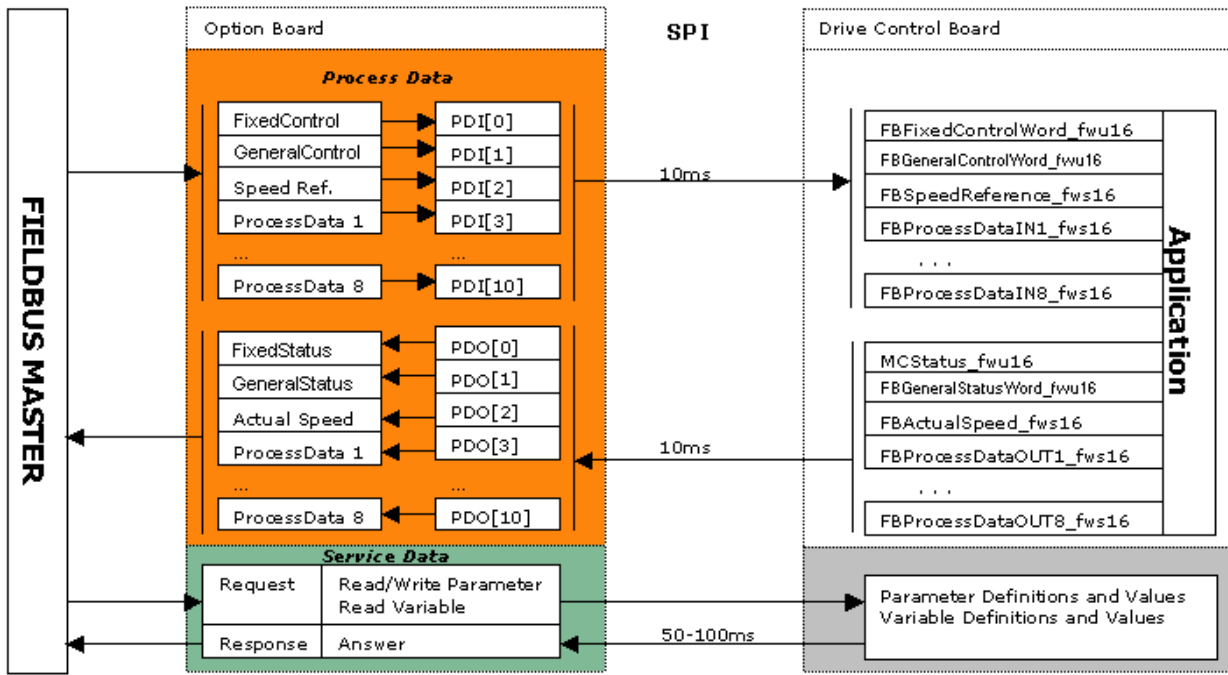 Option Board
SPI
Drive Control Board
FIELDBUS MASTER
Process Data
FixedControl
PDI[0]
GeneralControl
PDI[1]
Speed Ref.
PDI[2]
ProcessData 1
PDI[3]
...
...
ProcessData 8
PDI[10]
10ms
FBFixedControlWord_fwu16
FBGeneralControlWord_fwu16
FBSpeedReference_fws16
FBProcessDataIN1_fws16
. . .
FBProcessDataIN8_fws16
Application
FixedStatus
PDO[0]
GeneralStatus
PDO[1]
Actual Speed
PDO[2]
ProcessData 1
PDO[3]
...
...
ProcessData 8
PDO[10]
10ms
MCStatus_fwu16
FBGeneralStatusWord_fwu16
FBActualSpeed_fws16
FBProcessDataOUT1_fws16
. . .
FBProcessDataOUT8_fws16
Service Data
Request
Read/Write Parameter
Read Variable
Response
Answer
50-100ms
Parameter Definitions and Values
Variable Definitions and Values